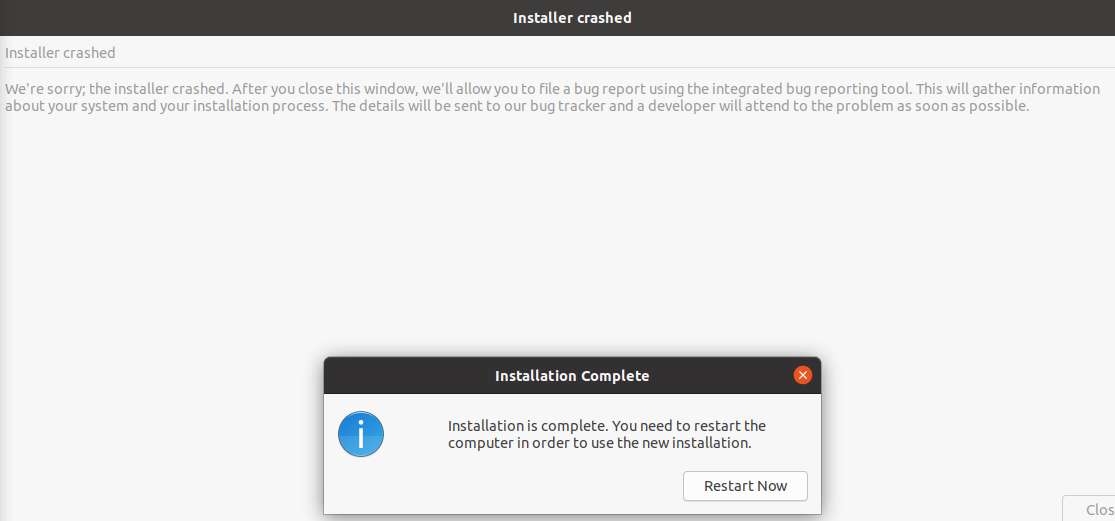 Installer crashed
Installer crashed
We're sorry; the installer crashed. After you close this window, we'll allow you to file a bug report using the integrated bug reporting tool. This will gather information
about your system and your installation process. The details will be sent to our bug tracker and a developer will attend to the problem as soon as possible.
Installation Complete
Installation is complete. You need to restart the
computer in order to use the new installation.
Restart Now
Clos